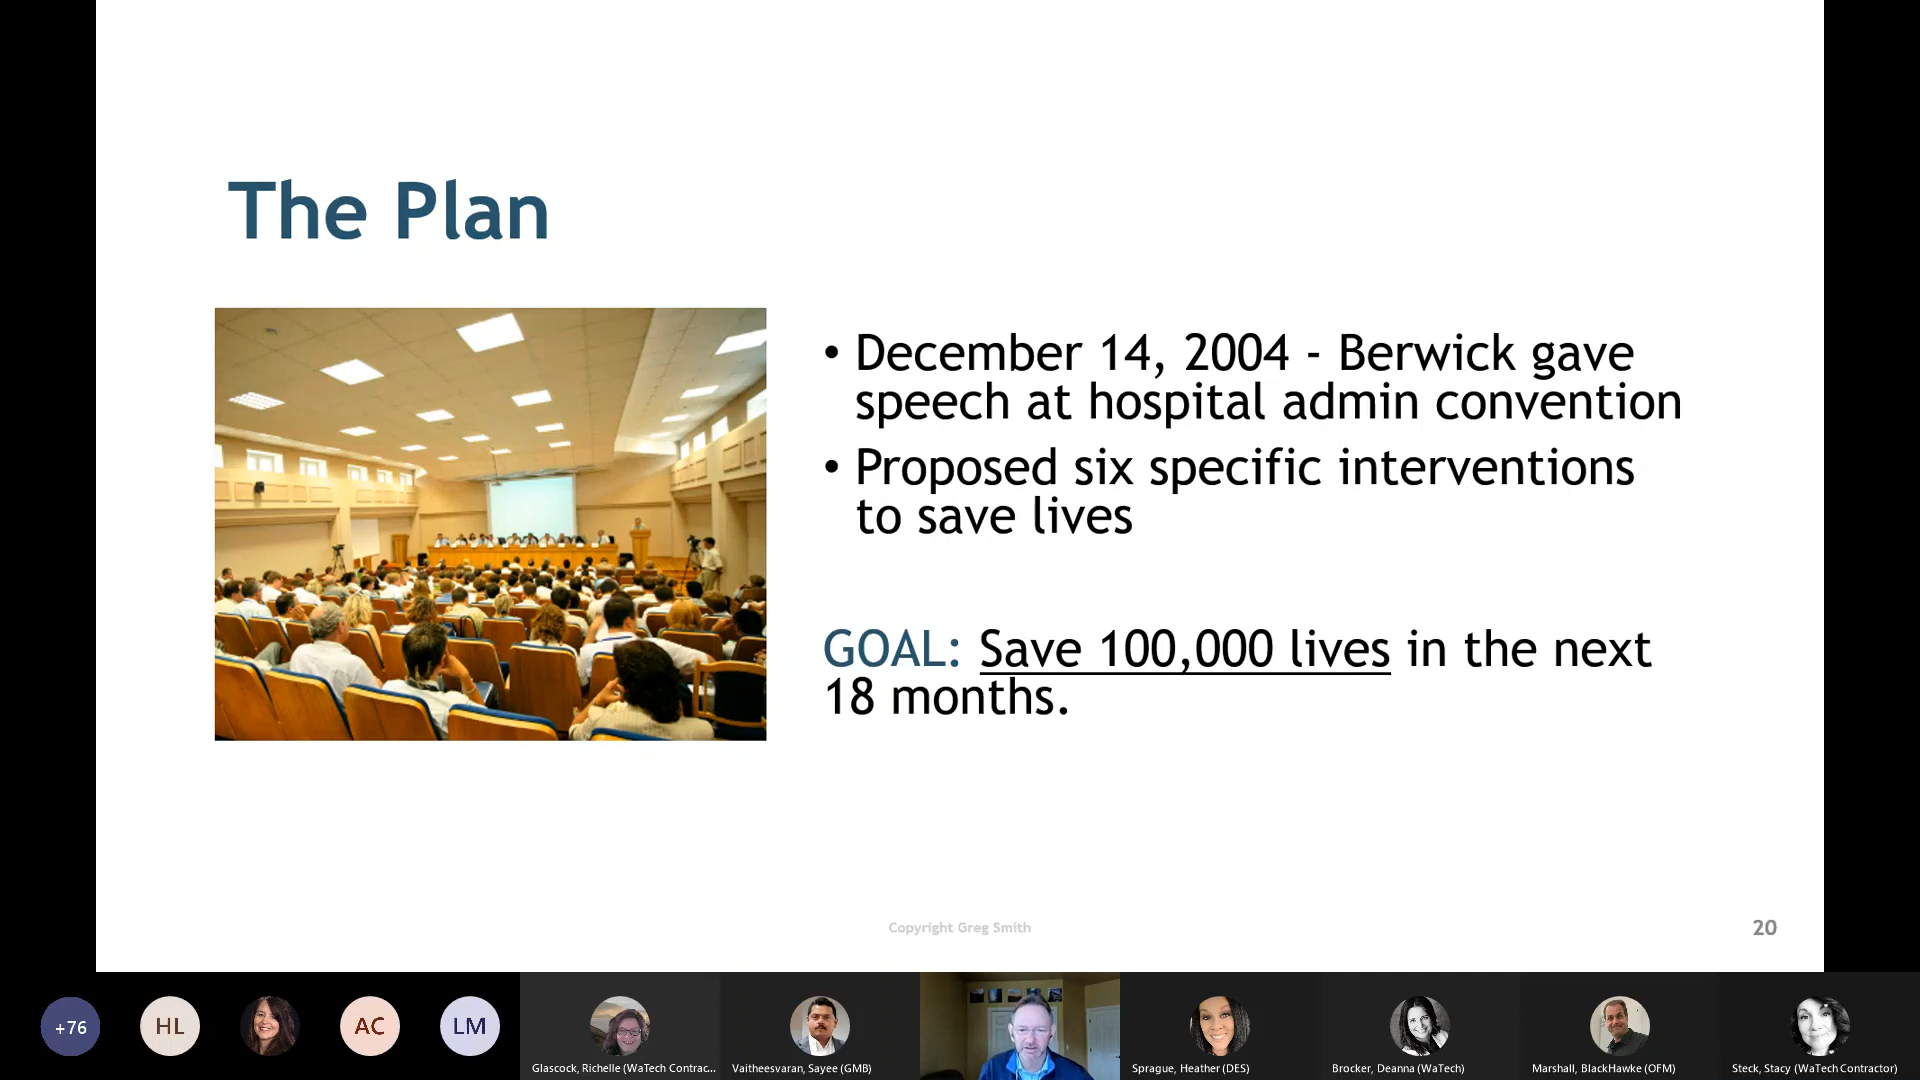 The Plan
• December 14, 2004 - Berwick gave
speech at hospital admin convention
• Proposed six specific interventions
to save lives
GOAL: Save 100,000 lives in the next
18 months.
Copyright Greg Smith
20
+76
HL
AC
LM
Glascock, Richelle (WaTech Contrac...
Vaitheesvaran, Sayee (GMB)
Sprague, Heather (DES)
Brocker, Deanna (WaTech)
Marshall, BlackHawke (OFM)
Steck, Stacy (WaTech Contractor)